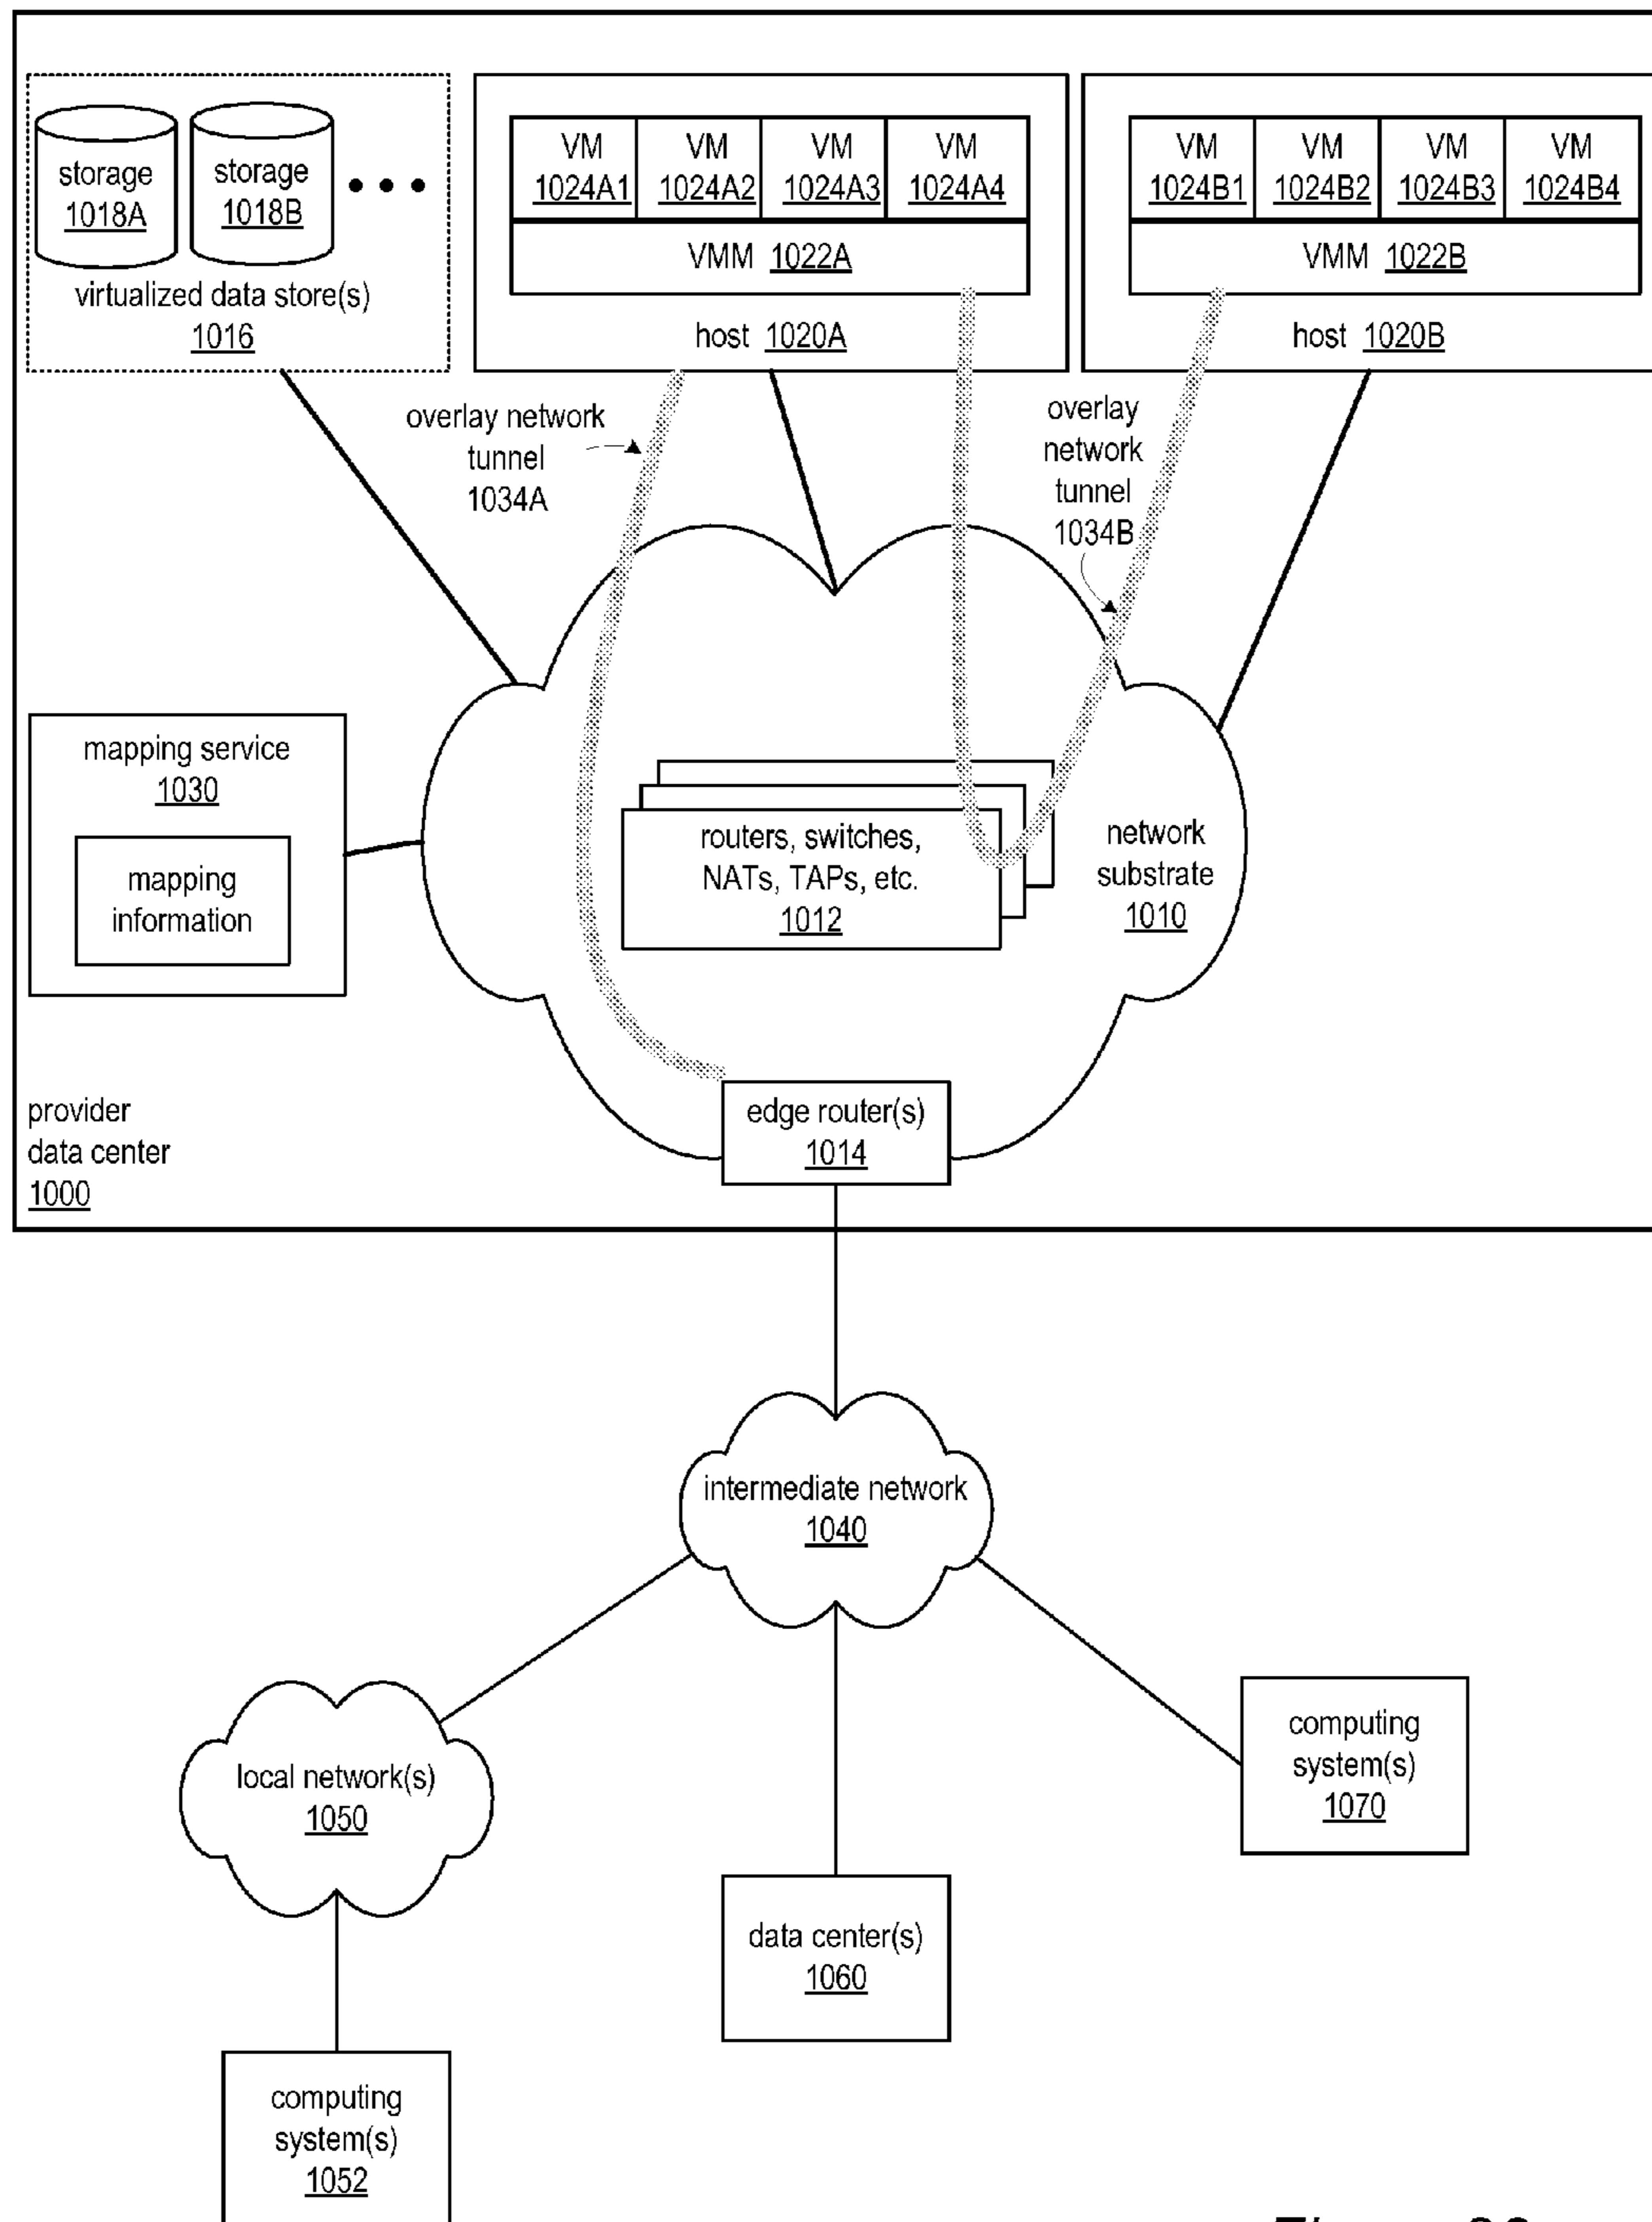 storage
1018A
storage
1018B
virtualized data store(s)
1016
VM
1024A1
VM
1024A2
VM
1024A3
VM
1024A4
VMM 1022A
host 1020A
VM
1024B1
VM
1024B2
VM
1024B3
VM
1024B4
VMM 1022B
host 1020B
overlay network
tunnel
1034A
overlay
network
tunnel
1034B
mapping service
1030
mapping
information
routers, switches,
NATs, TAPs, etc.
1012
network
substrate
1010
provider
data center
1000
edge router(s)
1014
intermediate network
1040
local network(s)
1050
computing
system(s)
1070
data center(s)
1060
computing
system(s)
1052